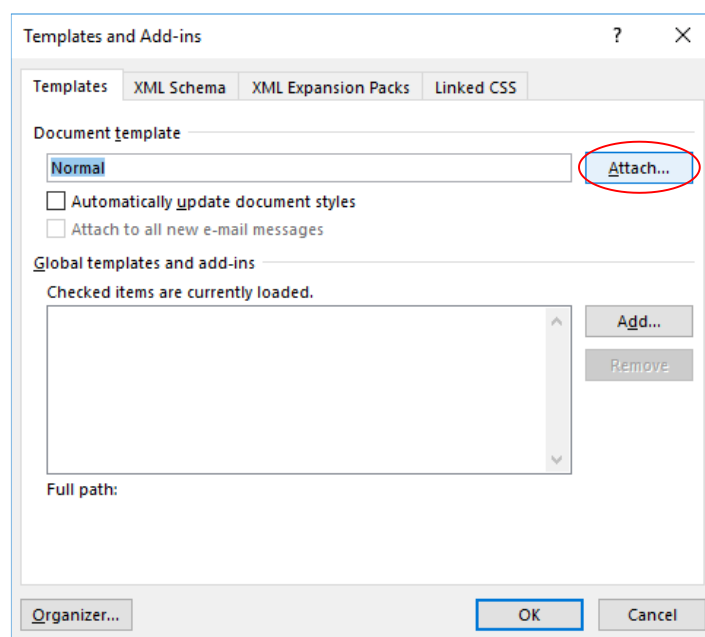 Templates and Add-ins ?
Templates XML Schema XML Expansion Packs Linked CSS
Document template
Normal Attach...
Automatically update document styles
Attach to all new e-mail messages
Global templates and add-ins
Checked items are currently loaded.
Add...
Remove
Full path:
Organizer... OK Cancel